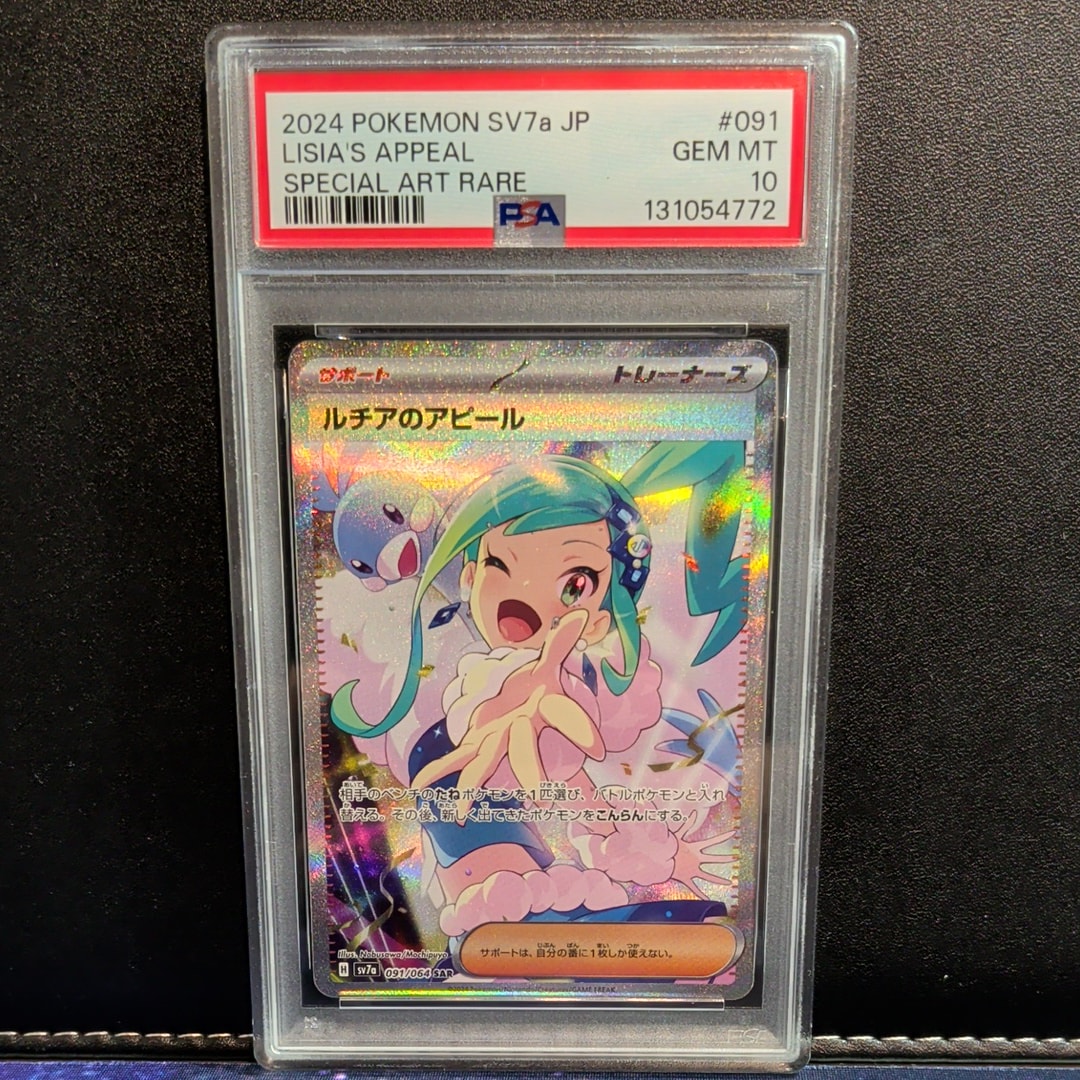 2024 POKEMON SV7a JP #091
LISIA'S APPEAL GEM MT
SPECIAL ART RARE 10
PSA 131054772
サポート トレーナーズ
ルチアのアピール
相手のベンチのたねポケモンを1匹選び、バトルポケモンと入れ
替える。その後、新しく出てきたポケモンをこんらんにする。
サポートは、自分の番に1枚しか使えない。
Illus. Nobusawa/Mochipuyo
H sv7a 091/064 SAR
GAME FREAK